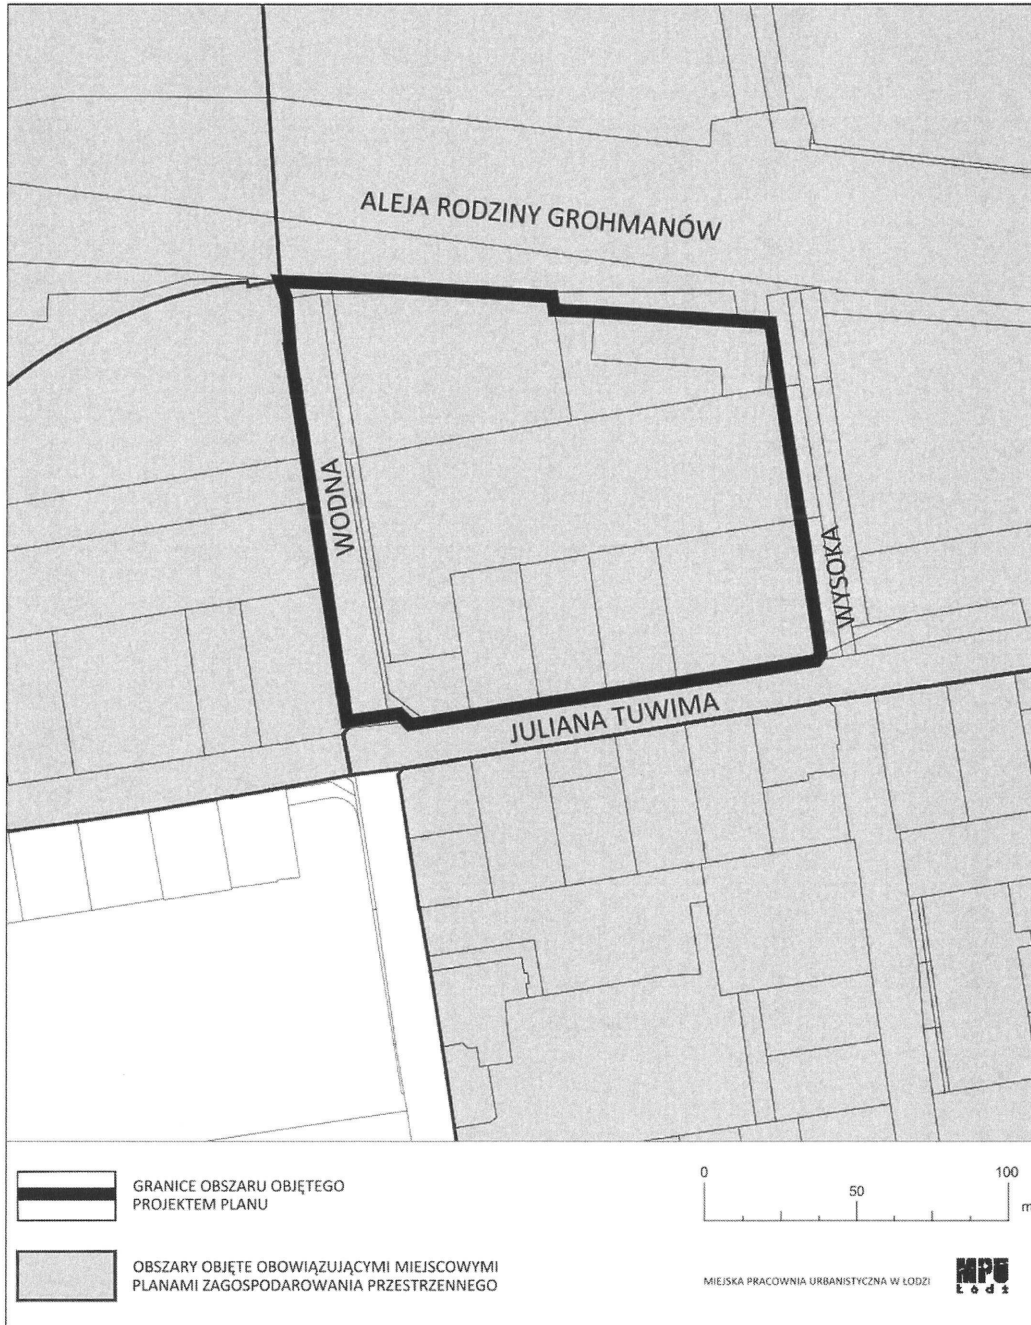 ALEJA RODZINY GROHMANÓW
WODNA
WYSOKA
JULIANA TUWIMA
GRANICE OBSZARU OBJĘTEGO
PROJEKTEM PLANU
OBSZARY OBJĘTE OBOWIĄZUJĄCYMI MIEJSCOWYMI
PLANAMI ZAGOSPODAROWANIA PRZESTRZENNEGO
0
50
100
m
MIEJSKA PRACOWNIA URBANISTYCZNA W ŁODZI
MPU
Łódź